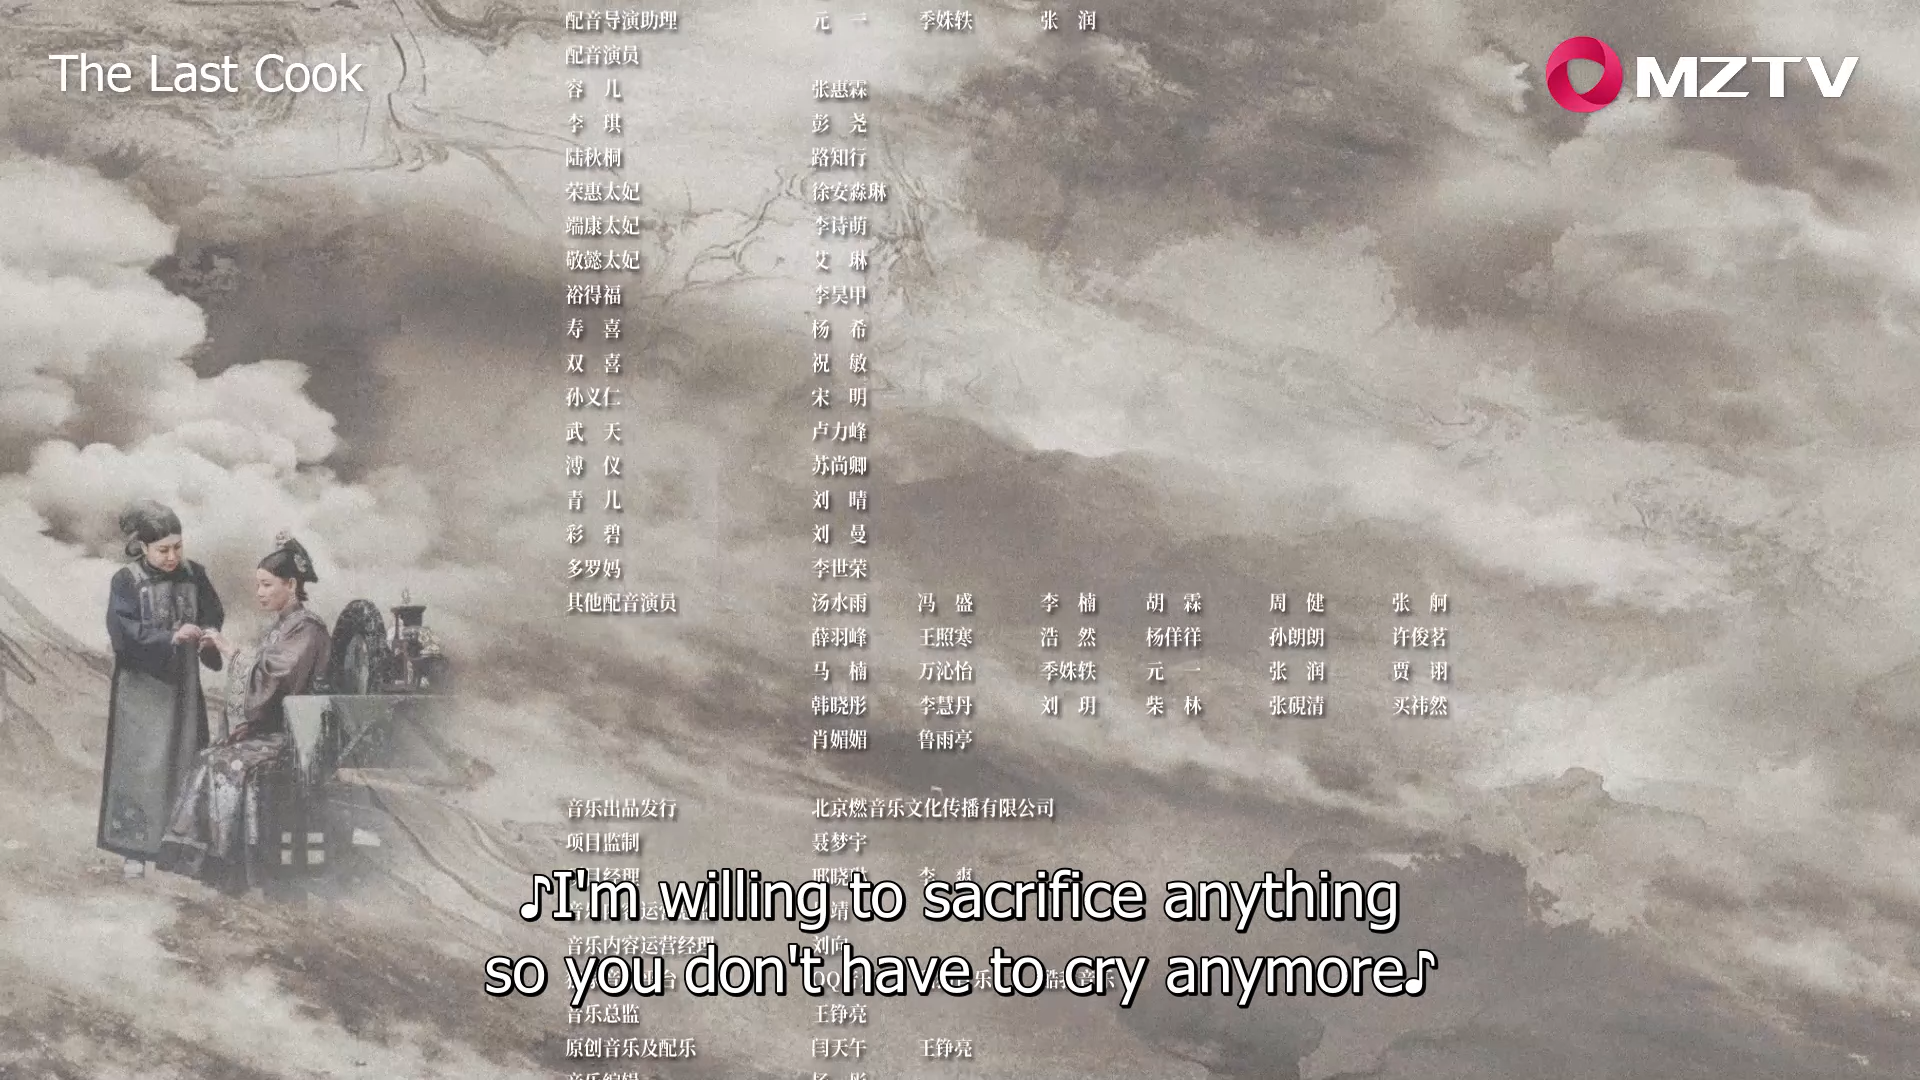 配音导演助理 元 一 季姝轶 张 润
The Last Cook
MZTV
配音演员
容 儿 张惠霖
李 琪 彭 尧
陆秋桐 路知行
荣惠太妃 徐安淼琳
端康太妃 李诗萌
敬懿太妃 艾 琳
裕得福 李昊甲
寿 喜 杨 希
双 喜 祝 敏
孙义仁 宋 明
武 天 卢力峰
溥 仪 苏尚卿
青 儿 刘 晴
彩 碧 刘 曼
多罗妈 李世荣
其他配音演员 汤水雨 冯 盛 李 楠 胡 霖 周 健 张 舸
薛羽峰 王照寒 浩 然 杨佯徉 孙朗朗 许俊茗
马 楠 万沁怡 季姝轶 元 一 张 润 贾 诩
韩晓彤 李慧丹 刘 玥 柴 林 张砚清 买祎然
肖媚媚 鲁雨亭
音乐出品发行 北京燃音乐文化传播有限公司
项目监制 聂梦宇
♪I'm willing to sacrifice anything
音乐内容运营经理 刘向
so you don't have to cry anymore♪
音乐总监 王铮亮
原创音乐及配乐 闫天午 王铮亮